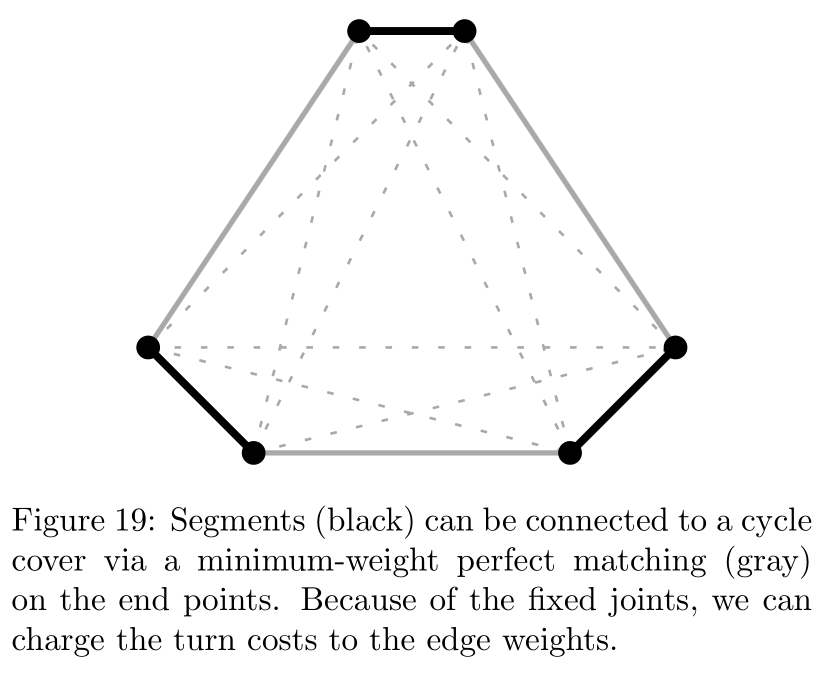 Figure 19: Segments (black) can be connected to a cycle
cover via a minimum-weight perfect matching (gray)
on the end points. Because of the fixed joints, we can
charge the turn costs to the edge weights.